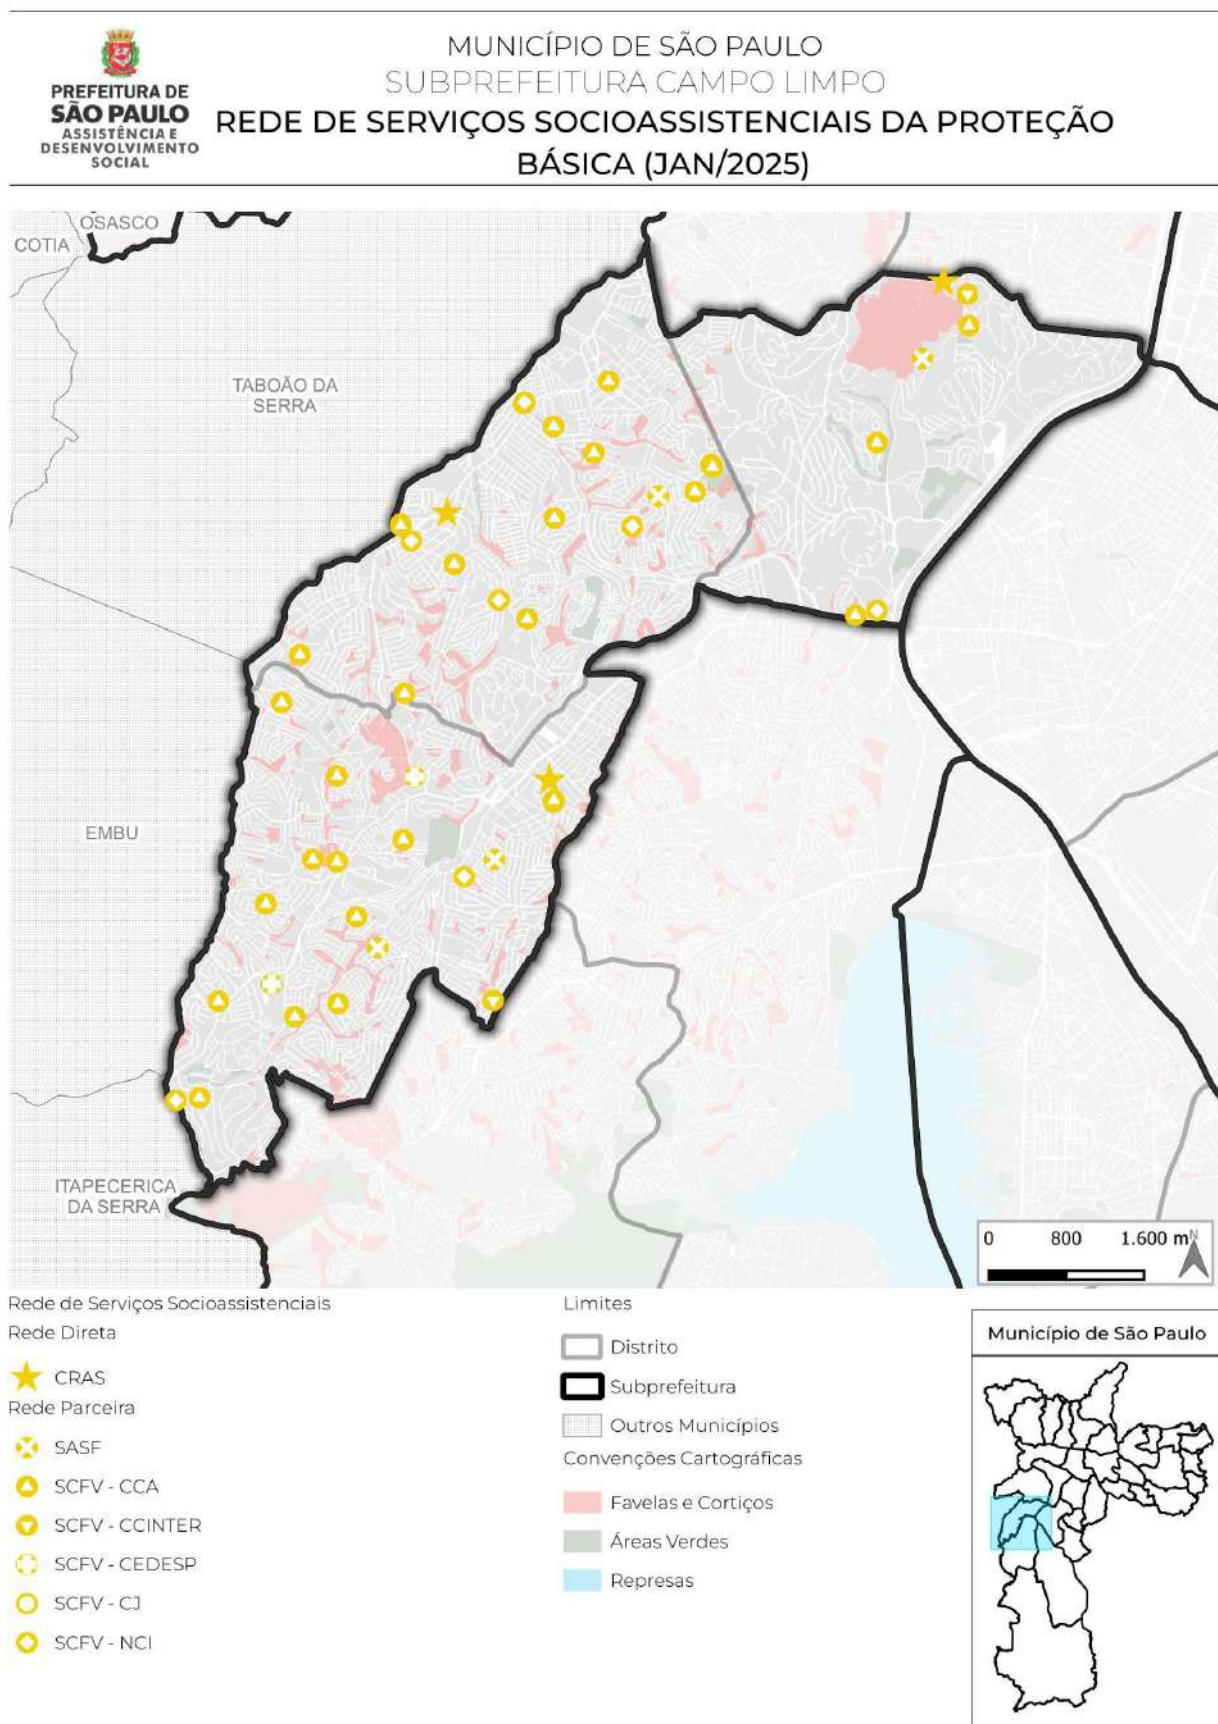 PREFEITURA DE
SÃO PAULO
ASSISTÊNCIA E
DESENVOLVIMENTO
SOCIAL
MUNICÍPIO DE SÃO PAULO
SUBPREFEITURA CAMPO LIMPO
REDE DE SERVIÇOS SOCIOASSISTENCIAIS DA PROTEÇÃO
BÁSICA (JAN/2025)
OSASCO
COTIA
TABOÃO DA
SERRA
EMBU
ITAPECERICA
DA SERRA
0 800 1.600 m
N
Rede de Serviços Socioassistenciais
Rede Direta
CRAS
Rede Parceira
SASF
SCFV - CCA
SCFV - CCINTER
SCFV - CEDESP
SCFV - CJ
SCFV - NCI
Limites
Distrito
Subprefeitura
Outros Municípios
Convenções Cartográficas
Favelas e Cortiços
Áreas Verdes
Represas
Município de São Paulo